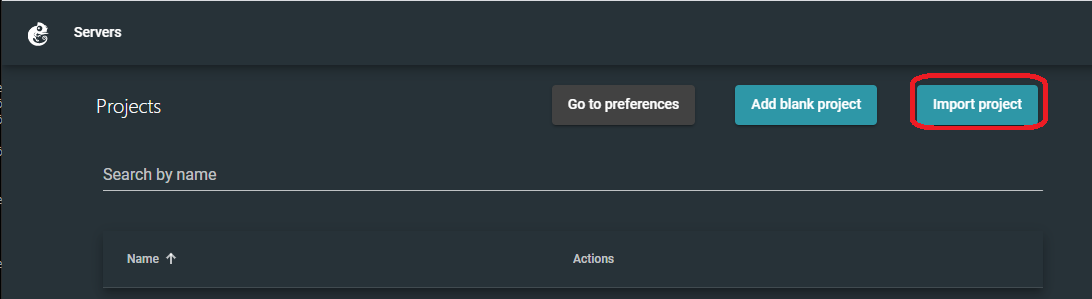 Servers
Projects
Go to preferences
Add blank project
Import project
Search by name
Name
Actions